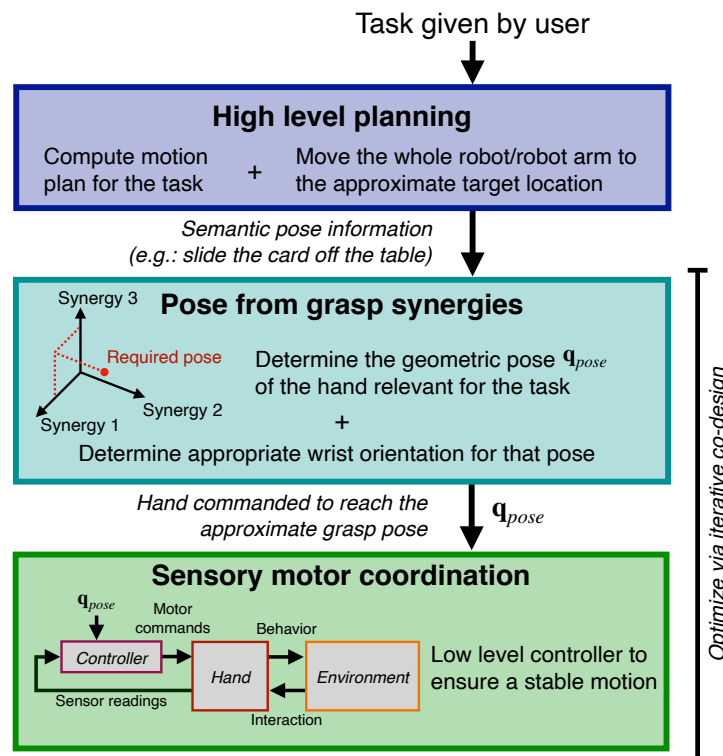 Task given by user
High level planning
Compute motion
plan for the task
+
Move the whole robot/robot arm to
the approximate target location
Semantic pose information
(e.g.: slide the card off the table)
Pose from grasp synergies
Synergy 3
Required pose
Synergy 2
Synergy 1
Determine the geometric pose q_pose
of the hand relevant for the task
+
Determine appropriate wrist orientation for that pose
Hand commanded to reach the
approximate grasp pose
q_pose
Sensory motor coordination
q_pose
Motor
commands
Behavior
Controller
Hand
Environment
Sensor readings
Interaction
Low level controller to
ensure a stable motion
Optimize via iterative co-design